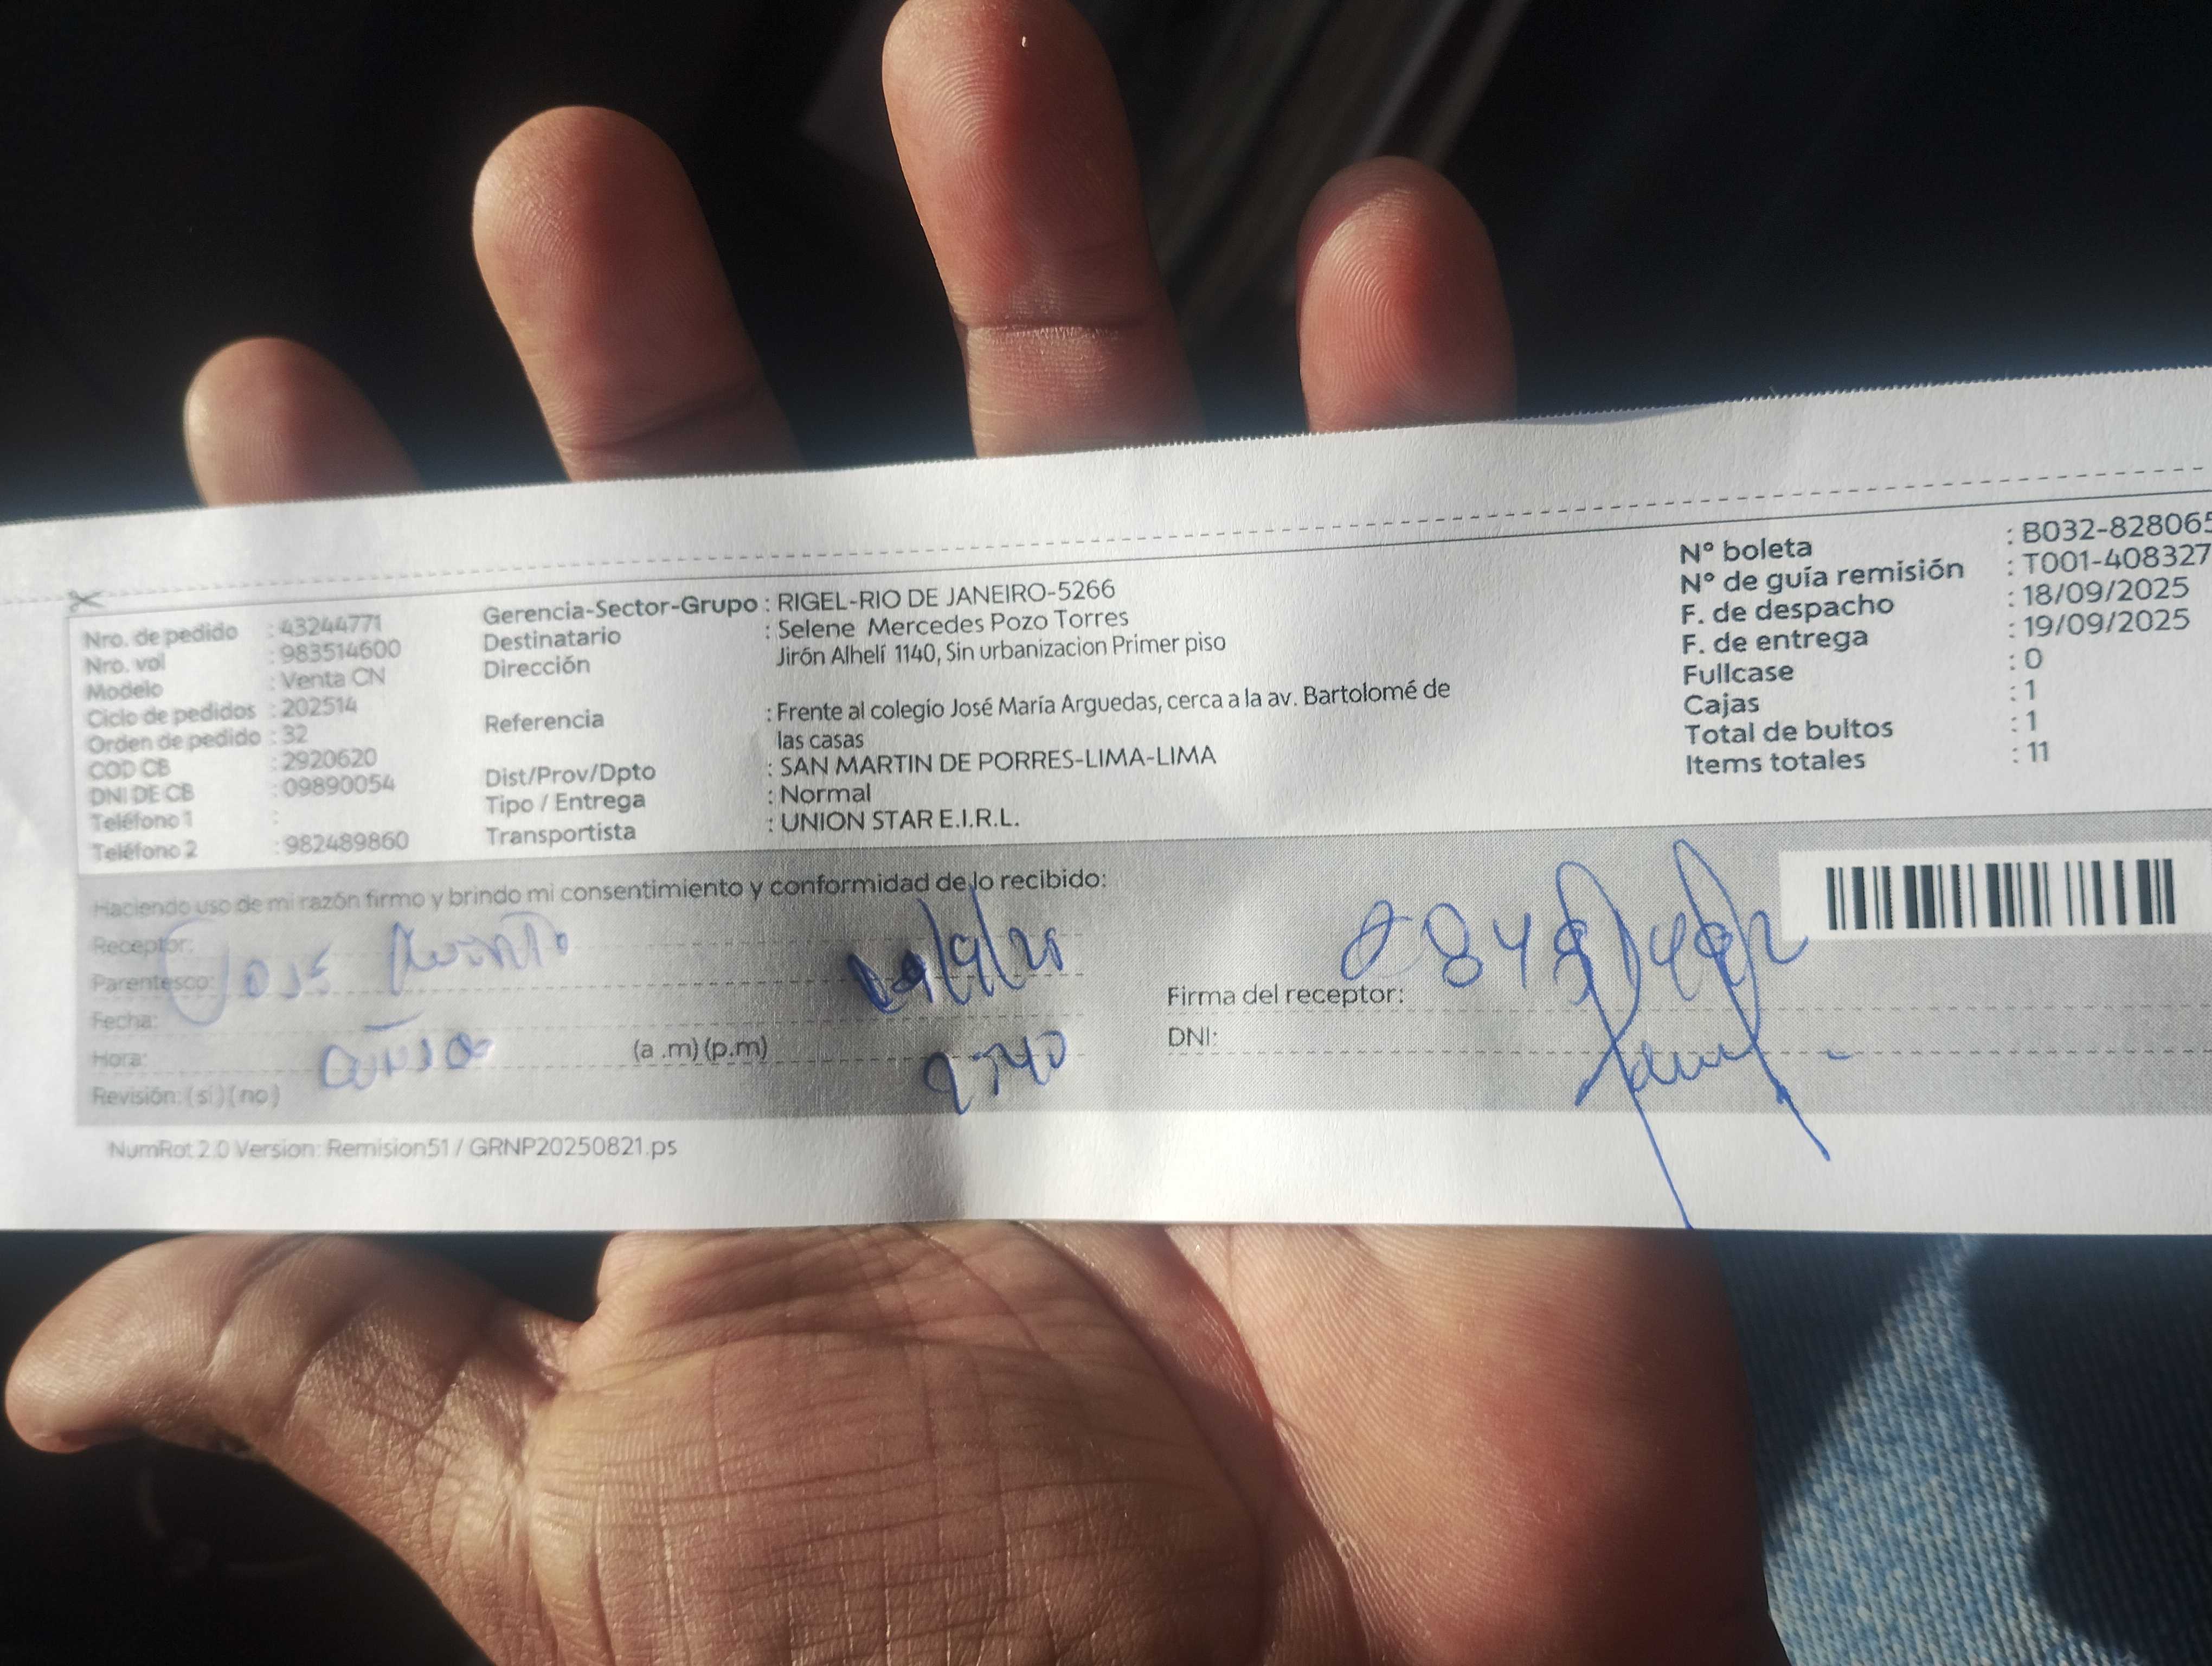 Nro. de pedido : 43244771
Nro. vol : 983514600
Modelo : Venta CN
Ciclo de pedidos : 202514
Orden de pedido : 32
COD CB : 2920620
DNI DE CB : 09890054
Teléfono 1 :
Teléfono 2 : 982489860
Gerencia-Sector-Grupo : RIGEL-RIO DE JANEIRO-5266
Destinatario : Selene Mercedes Pozo Torres
Dirección Jirón Alhelí 1140, Sin urbanizacion Primer piso
Referencia : Frente al colegio José María Arguedas, cerca a la av. Bartolomé de
las casas
Dist/Prov/Dpto : SAN MARTIN DE PORRES-LIMA-LIMA
Tipo / Entrega : Normal
Transportista : UNION STAR E.I.R.L.
N° boleta : B032-828065
N° de guía remisión : T001-408327
F. de despacho : 18/09/2025
F. de entrega : 19/09/2025
Fullcase : 0
Cajas : 1
Total de bultos : 1
Items totales : 11
Haciendo uso de mi razón firmo y brindo mi consentimiento y conformidad de lo recibido:
Receptor:
Parentesco: JOSE
Fecha:
Hora: (a .m) (p.m)
Revisión: ( si ) ( no )
Firma del receptor:
DNI:
NumRot 2.0 Version: Remision51 / GRNP20250821.ps